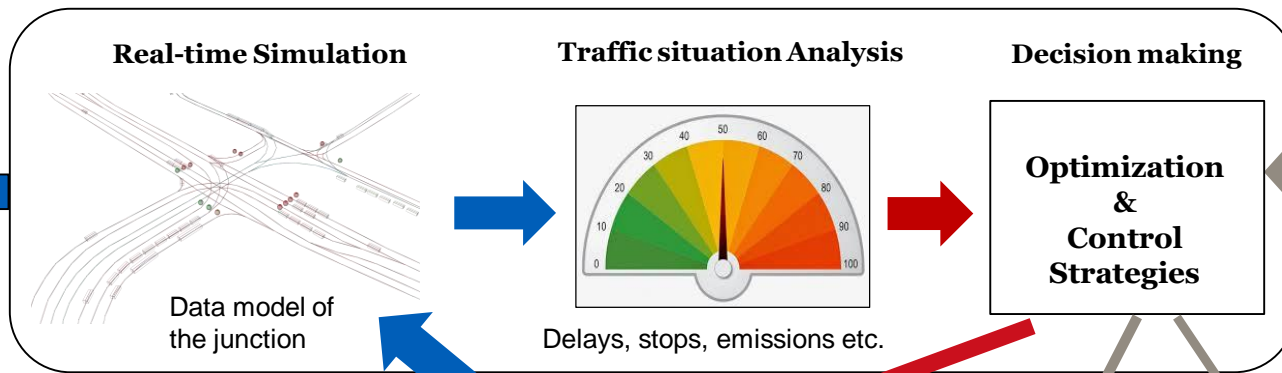 Real-time Simulation
Traffic situation Analysis
Decision making
0
10
20
30
40
50
60
70
80
90
100
Optimization
&
Control
Strategies
Data model of
the junction
Delays, stops, emissions etc.